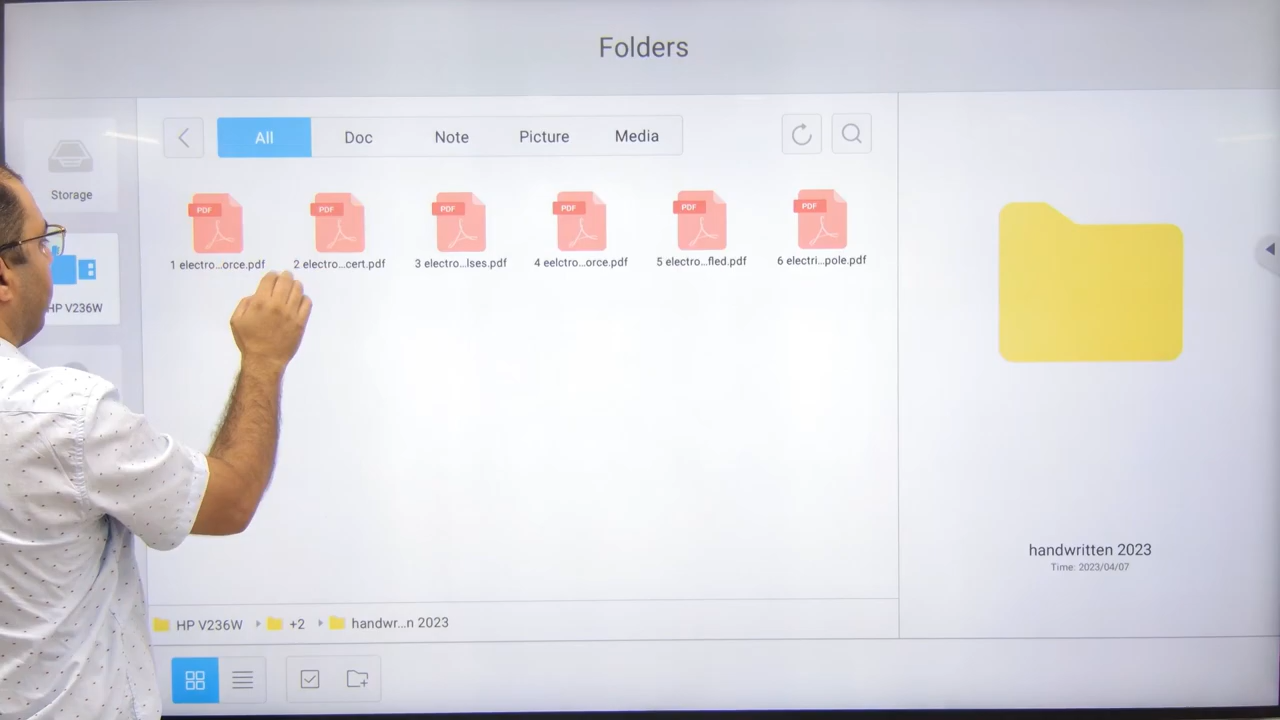 Folders
All Doc Note Picture Media
Storage
HP V236W
PDF PDF PDF PDF PDF PDF
1 electro...orce.pdf 2 electro...cert.pdf 3 electro...lses.pdf 4 eelctro...orce.pdf 5 electro...fled.pdf 6 electri...pole.pdf
handwritten 2023
Time: 2023/04/07
HP V236W +2 handwr...n 2023